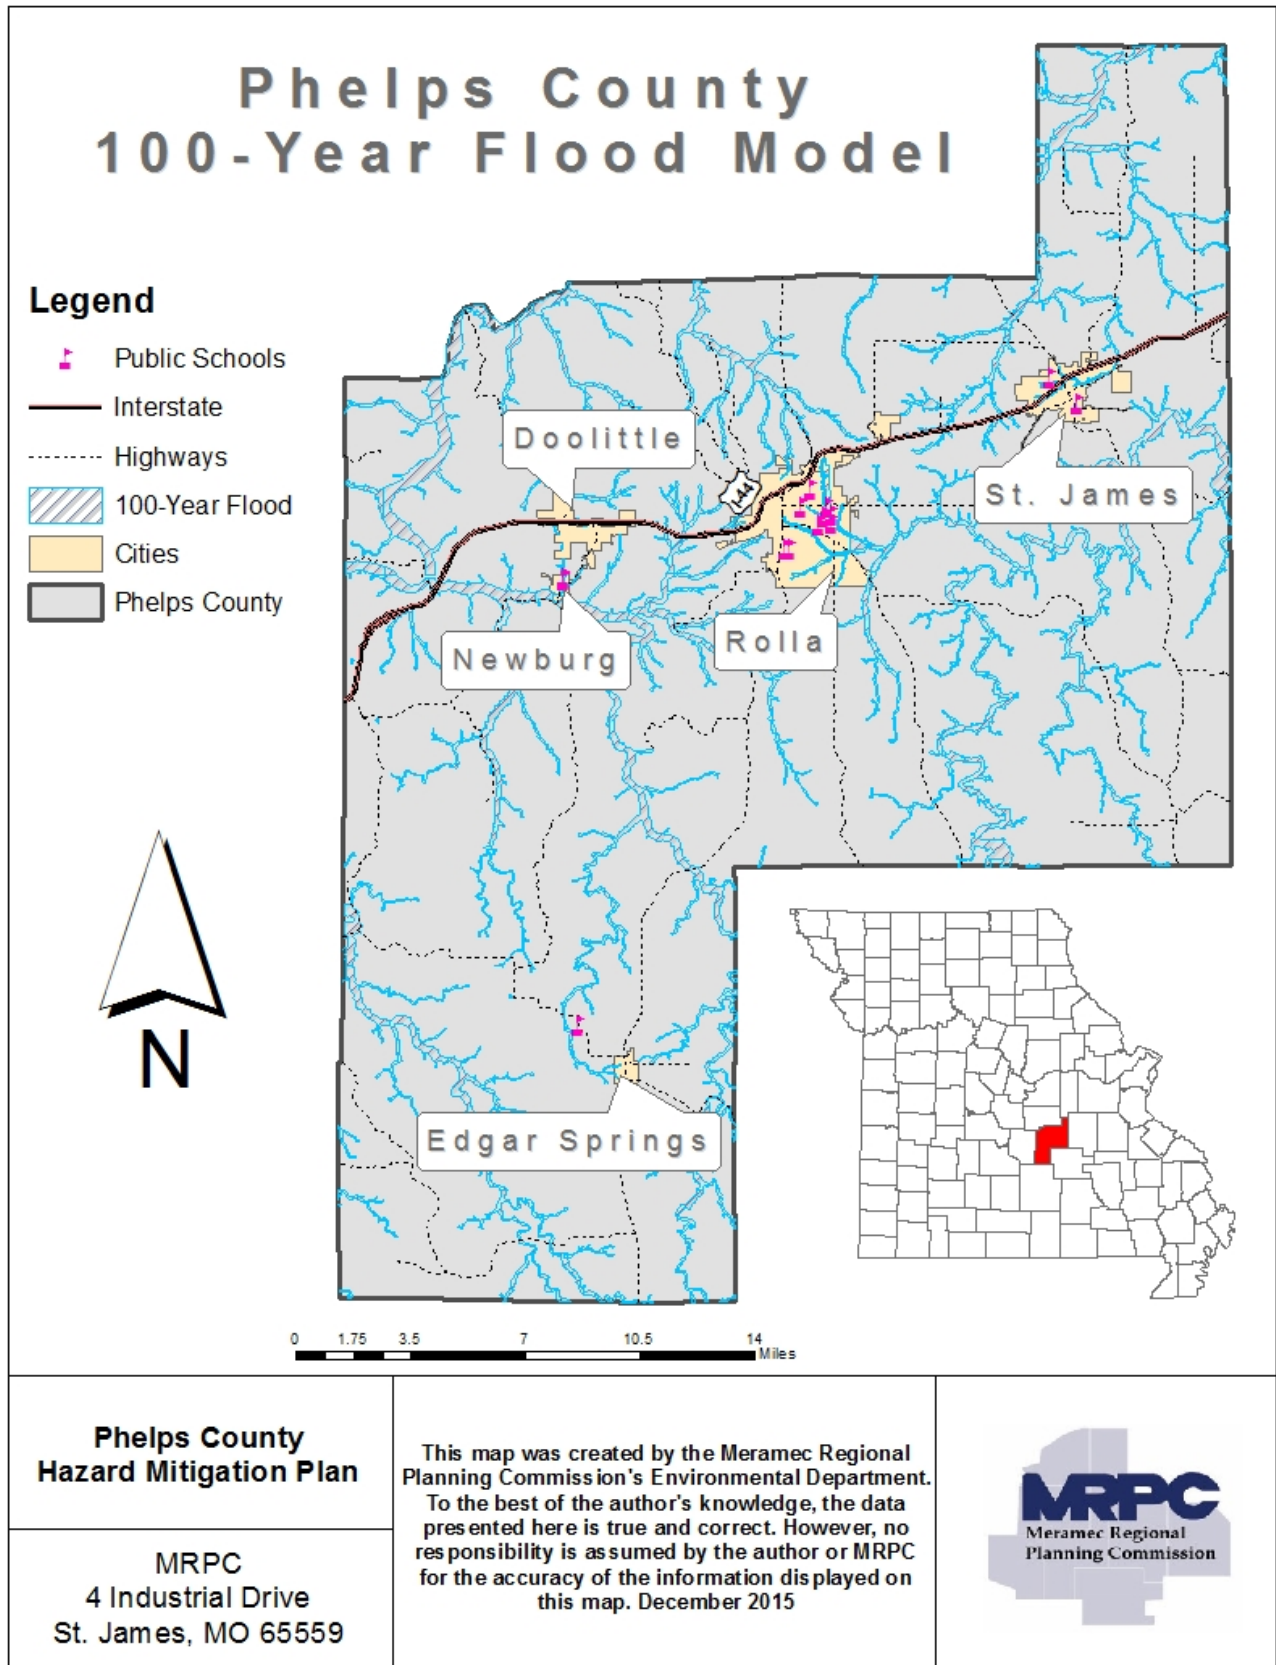 Phelps County
100-Year Flood Model
Legend
Public Schools
Interstate
Highways
100-Year Flood
Cities
Phelps County
Doolittle
I-44
St. James
Newburg
Rolla
Edgar Springs
N
0 1.75 3.5 7 10.5 14
Miles
Phelps County
Hazard Mitigation Plan
MRPC
4 Industrial Drive
St. James, MO 65559
This map was created by the Meramec Regional
Planning Commission's Environmental Department.
To the best of the author's knowledge, the data
presented here is true and correct. However, no
responsibility is assumed by the author or MRPC
for the accuracy of the information displayed on
this map. December 2015
MRPC
Meramec Regional
Planning Commission